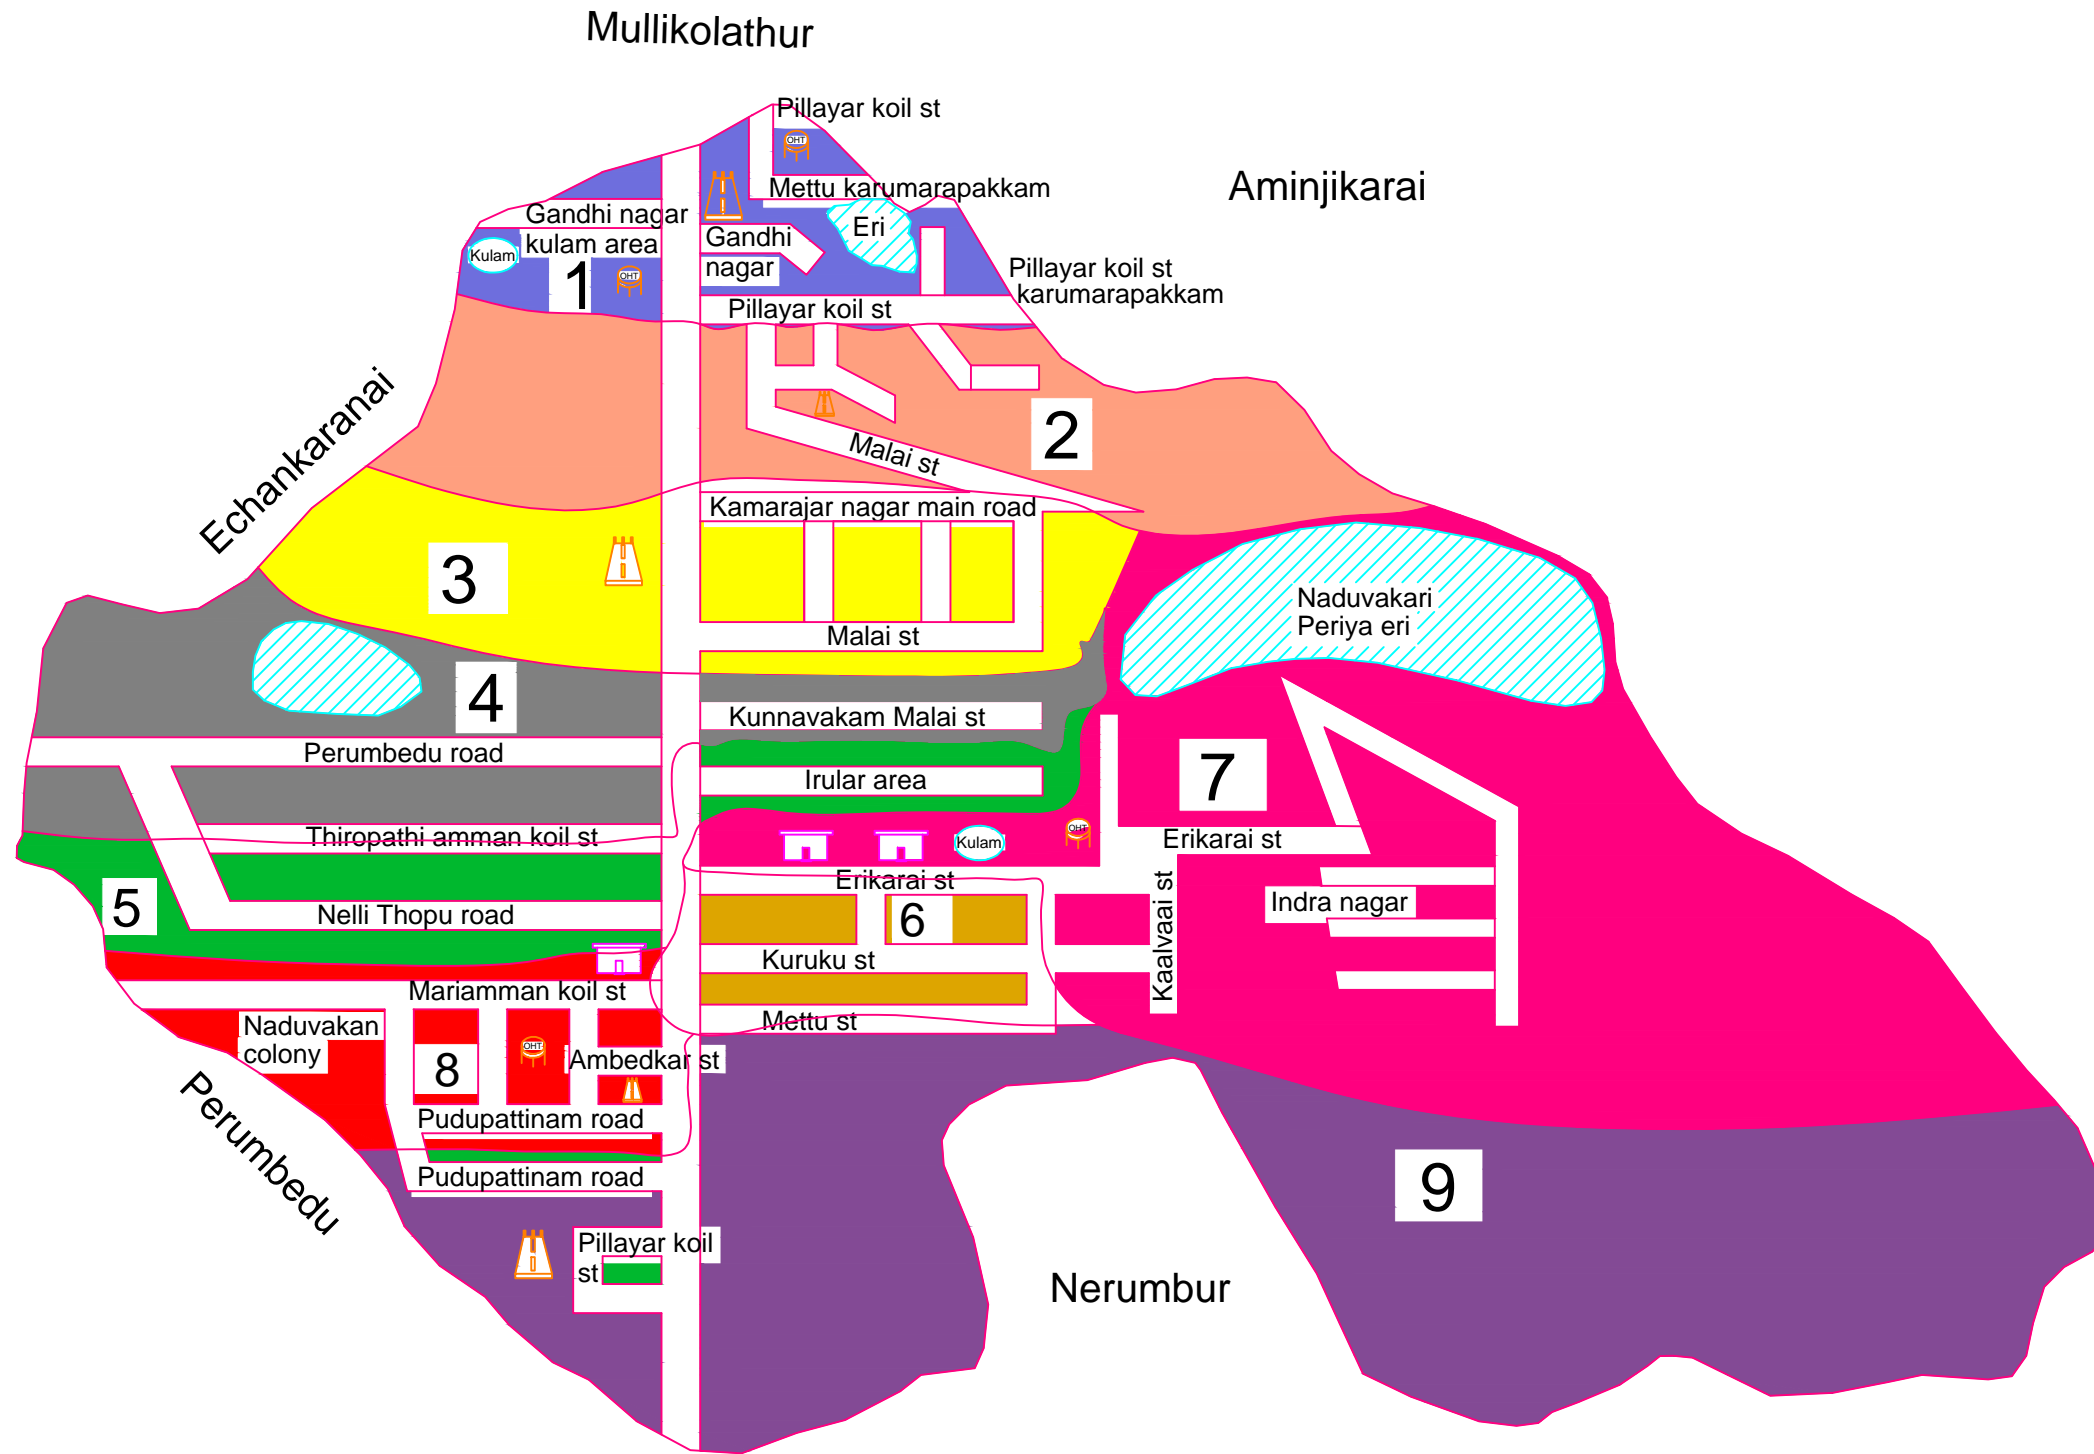 Mullikolathur
Pillayar koil st
OHT
Aminjikarai
Mettu karumarapakkam
Gandhi nagar
kulam area
Kulam
1
OHT
Gandhi
nagar
Eri
Pillayar koil st
karumarapakkam
Pillayar koil st
Echankaranai
2
Malai st
Kamarajar nagar main road
3
Naduvakari
Periya eri
Malai st
4
Kunnavakam Malai st
Perumbedu road
Irular area
7
Thiropathi amman koil st
Kulam
OHT
Erikarai st
Erikarai st
5
Nelli Thopu road
6
Indra nagar
Kaalvaai st
Kuruku st
Mariamman koil st
Mettu st
Naduvakan
colony
8
OHT
Ambedkar st
Perumbedu
Pudupattinam road
Pudupattinam road
9
Pillayar koil
st
Nerumbur